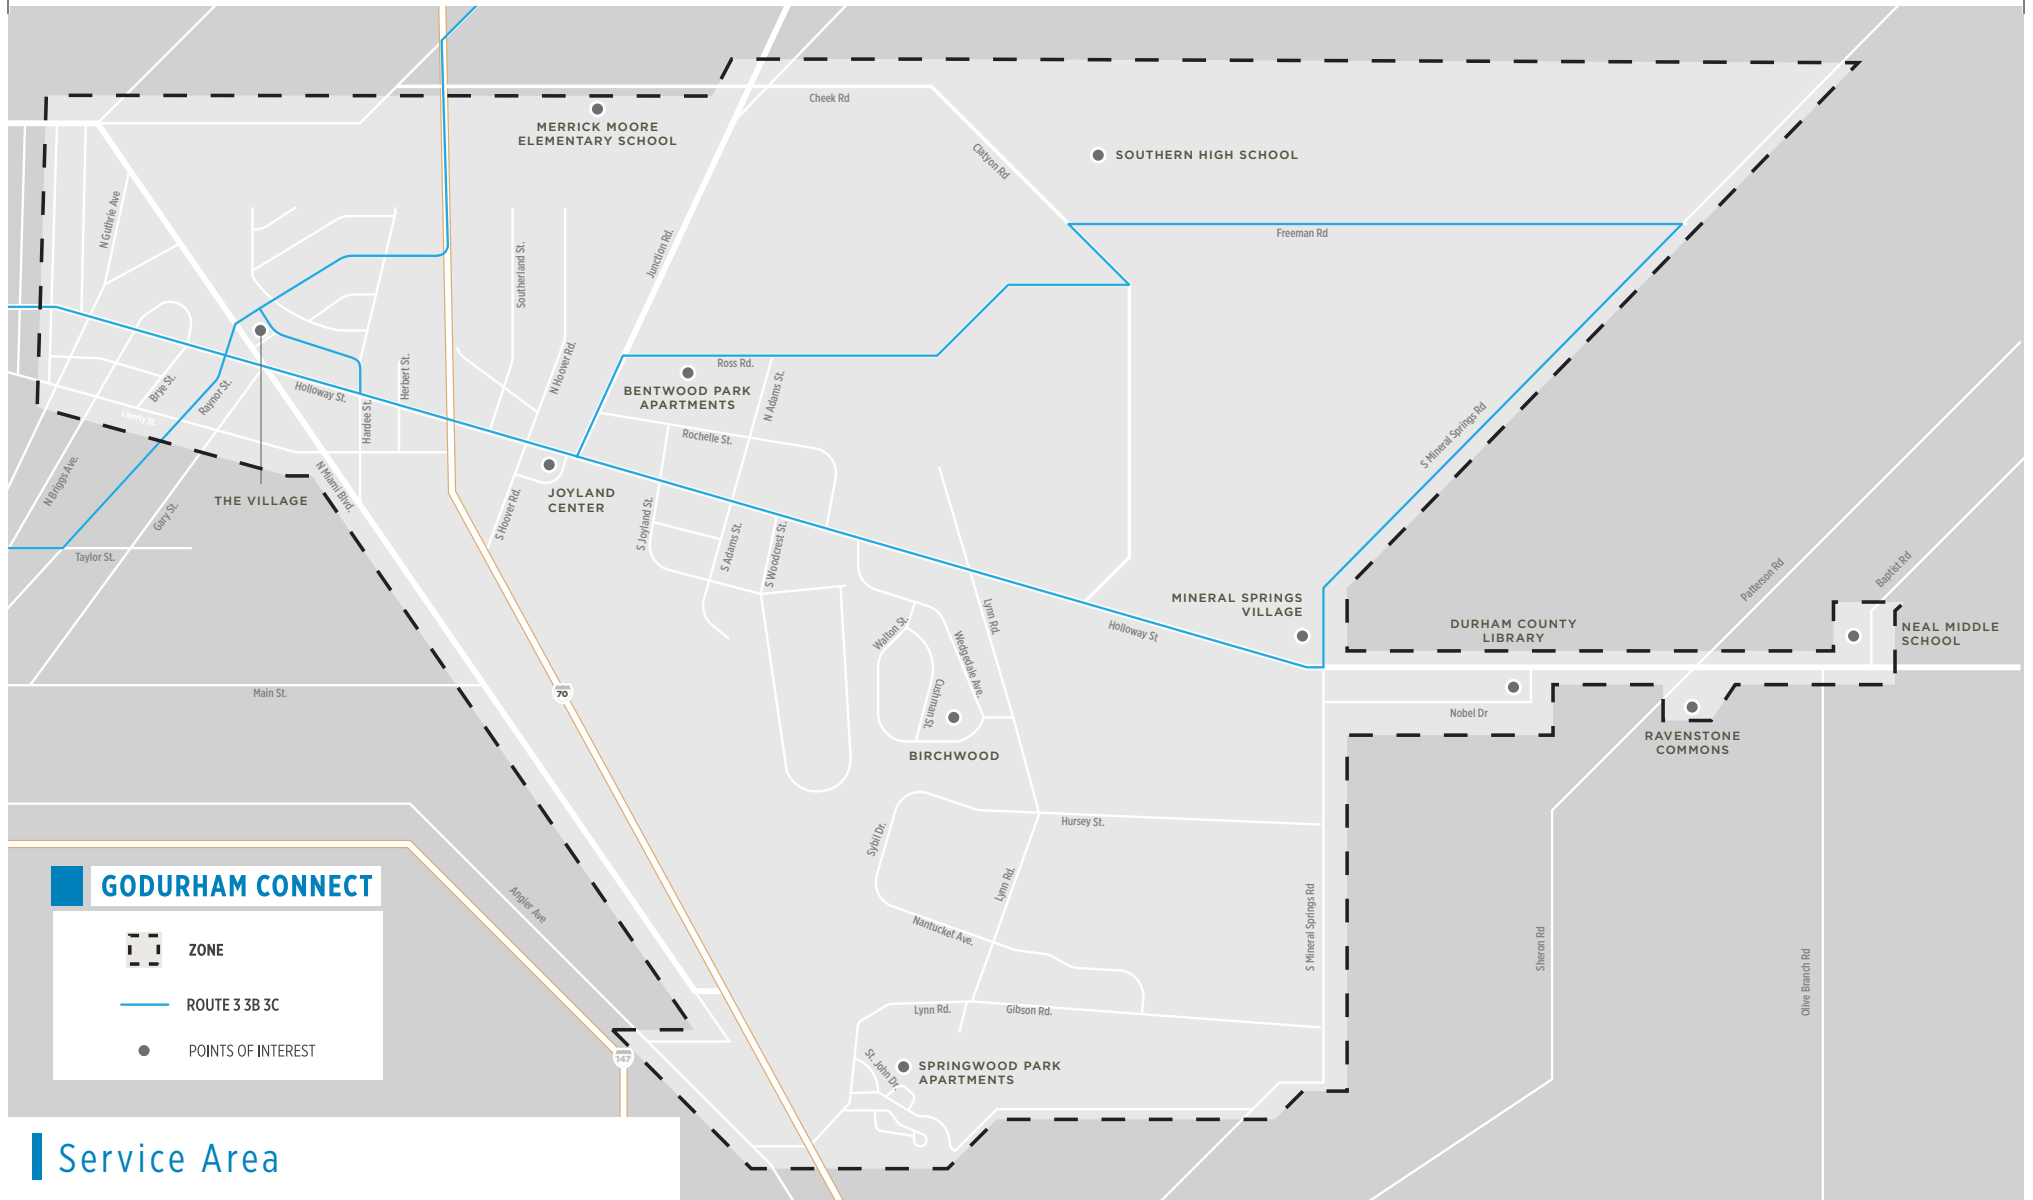 Cheek Rd
MERRICK MOORE
ELEMENTARY SCHOOL
Clatyon Rd
SOUTHERN HIGH SCHOOL
N Guthrie Ave
Southerland St.
Junction Rd.
Freeman Rd
Brye St.
Raynor St.
Holloway St.
Herbert St.
Hardee St.
N Hoover Rd.
Ross Rd.
BENTWOOD PARK
APARTMENTS
N Adams St.
Liberty St.
Rochelle St.
S Mineral Springs Rd
N Briggs Ave.
THE VILLAGE
N Miami Blvd.
Gary St.
JOYLAND
CENTER
S Hoover Rd.
S Joyland St.
S Adams St.
S Woodcrest St.
Taylor St.
Lynn Rd.
Holloway St
MINERAL SPRINGS
VILLAGE
Patterson Rd
Baptist Rd
DURHAM COUNTY
LIBRARY
NEAL MIDDLE
SCHOOL
Walton St.
Wedgedale Ave.
Cushman St.
Main St.
70
Nobel Dr
BIRCHWOOD
RAVENSTONE
COMMONS
Sybil Dr.
Hursey St.
Lynn Rd.
Angier Ave
Nantucket Ave.
S Mineral Springs Rd
Sheron Rd
Olive Branch Rd
Lynn Rd.
Gibson Rd.
147
St. John Dr.
SPRINGWOOD PARK
APARTMENTS
GODURHAM CONNECT
ZONE
ROUTE 3 3B 3C
POINTS OF INTEREST
Service Area